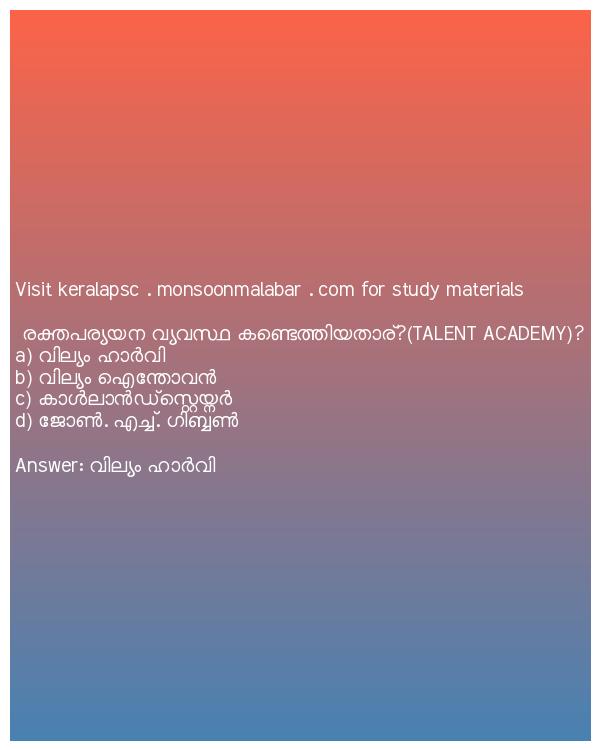 Visit keralapsc . monsoonmalabar . com for study materials
രക്തപര്യയന വ്യവസ്ഥ കണ്ടെത്തിയതാര്?(TALENT ACADEMY)?
a) വില്യം ഹാർവി
b) വില്യം ഐന്തോവൻ
c) കാൾലാൻഡ്സ്റ്റെയ്നർ
d) ജോൺ. എച്ച്. ഗിബ്ബൺ
Answer: വില്യം ഹാർവി